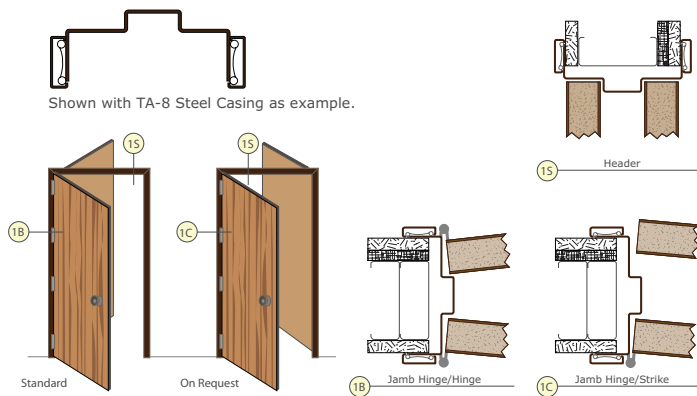 Shown with TA-8 Steel Casing as example.
1S
Header
1S
1S
1B
1C
Standard
On Request
1B
Jamb Hinge/Hinge
1C
Jamb Hinge/Strike